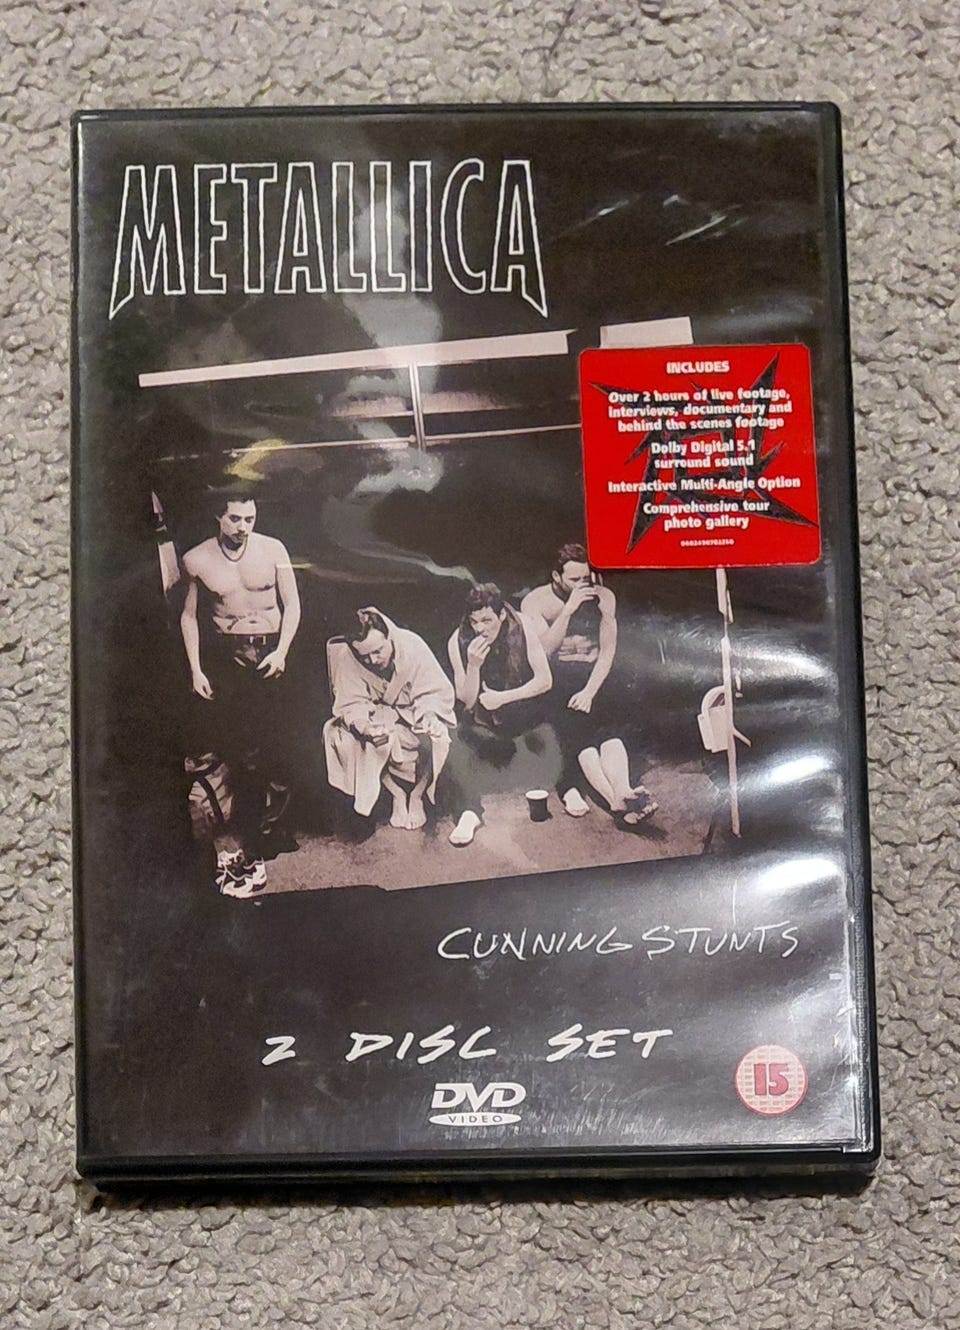 METALLICA
INCLUDES
Over 2 hours of live footage,
interviews, documentary and
behind the scenes footage
Dolby Digital 5.1
surround sound
Interactive Multi-Angle Option
Comprehensive tour
photo gallery
CUNNING STUNTS
2 DISC SET
DVD
VIDEO
15